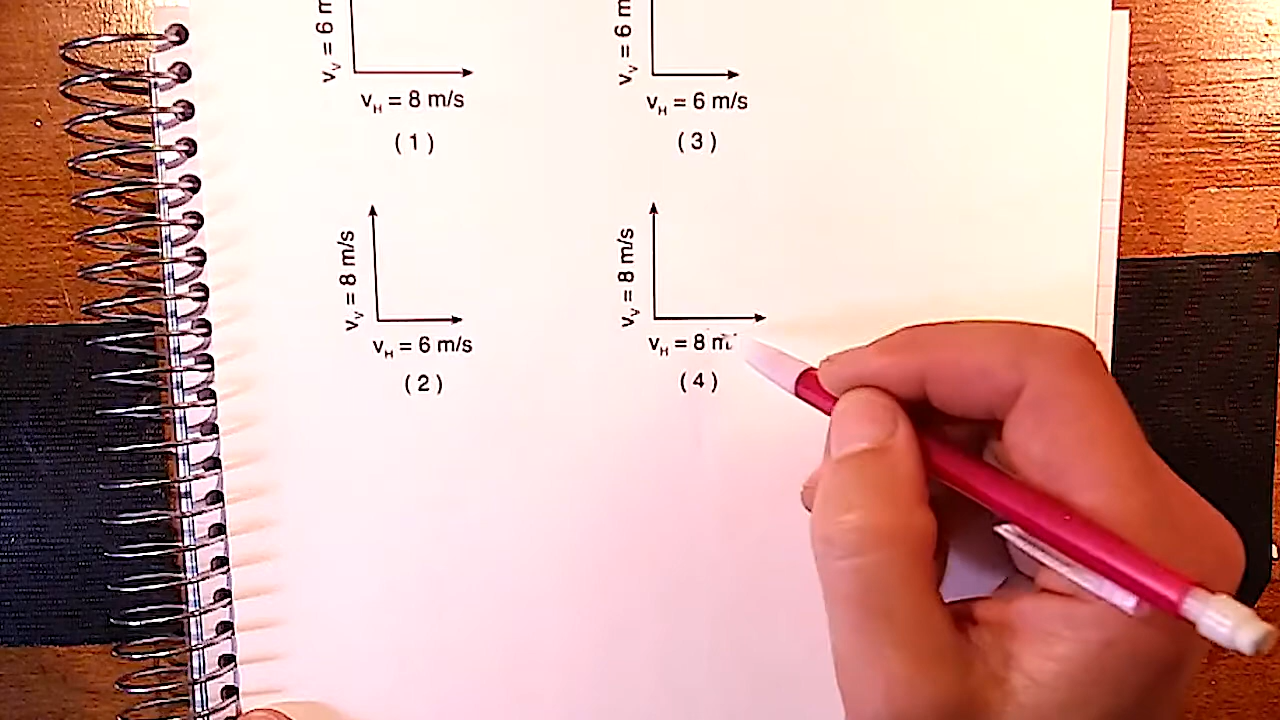 v_V = 6 m
v_H = 8 m/s
(1)
v_V = 6 m
v_H = 6 m/s
(3)
v_V = 8 m/s
v_H = 6 m/s
(2)
v_V = 8 m/s
v_H = 8 m
(4)